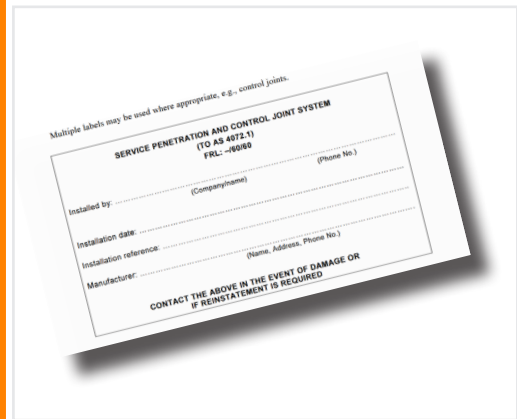 Multiple labels may be used where appropriate, e.g., control joints.
SERVICE PENETRATION AND CONTROL JOINT SYSTEM
(TO AS 4072.1)
FRL: –/60/60
Installed by: ......................................................
(Company/name) (Phone No.)
Installation date: ......................................................
Installation reference: ......................................................
Manufacturer: ......................................................
(Name, Address, Phone No.)
CONTACT THE ABOVE IN THE EVENT OF DAMAGE OR
IF REINSTATEMENT IS REQUIRED